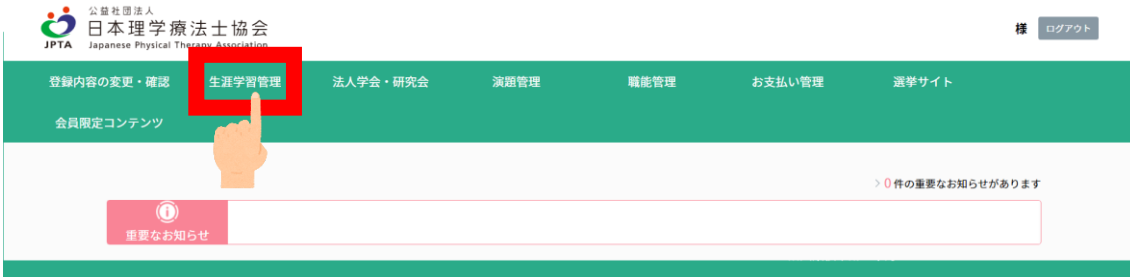 公益社団法人
日本理学療法士協会
JPTA Japanese Physical Therapy Association
様 ログアウト
登録内容の変更・確認 生涯学習管理 法人学会・研究会 演題管理 職能管理 お支払い管理 選挙サイト
会員限定コンテンツ
> 0 件の重要なお知らせがあります
重要なお知らせ